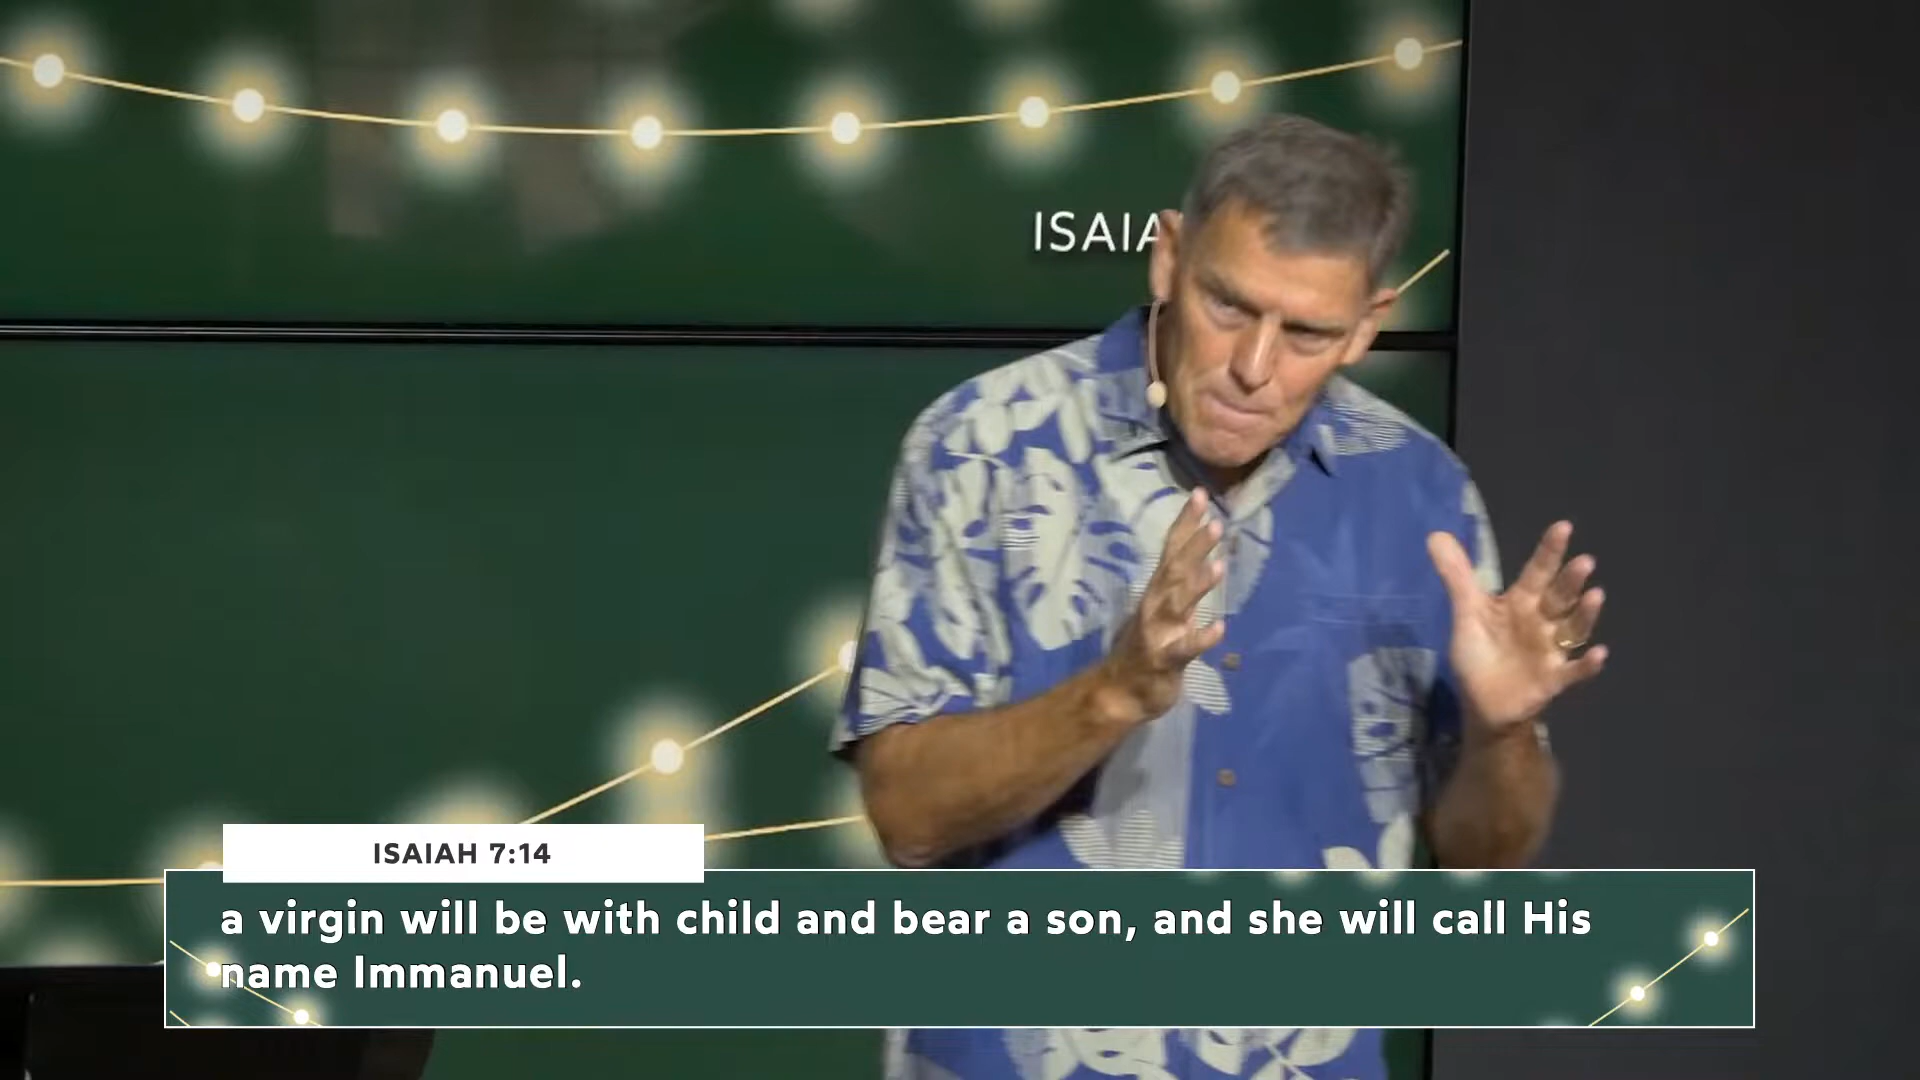 ISAIA
ISAIAH 7:14
a virgin will be with child and bear a son, and she will call His
name Immanuel.